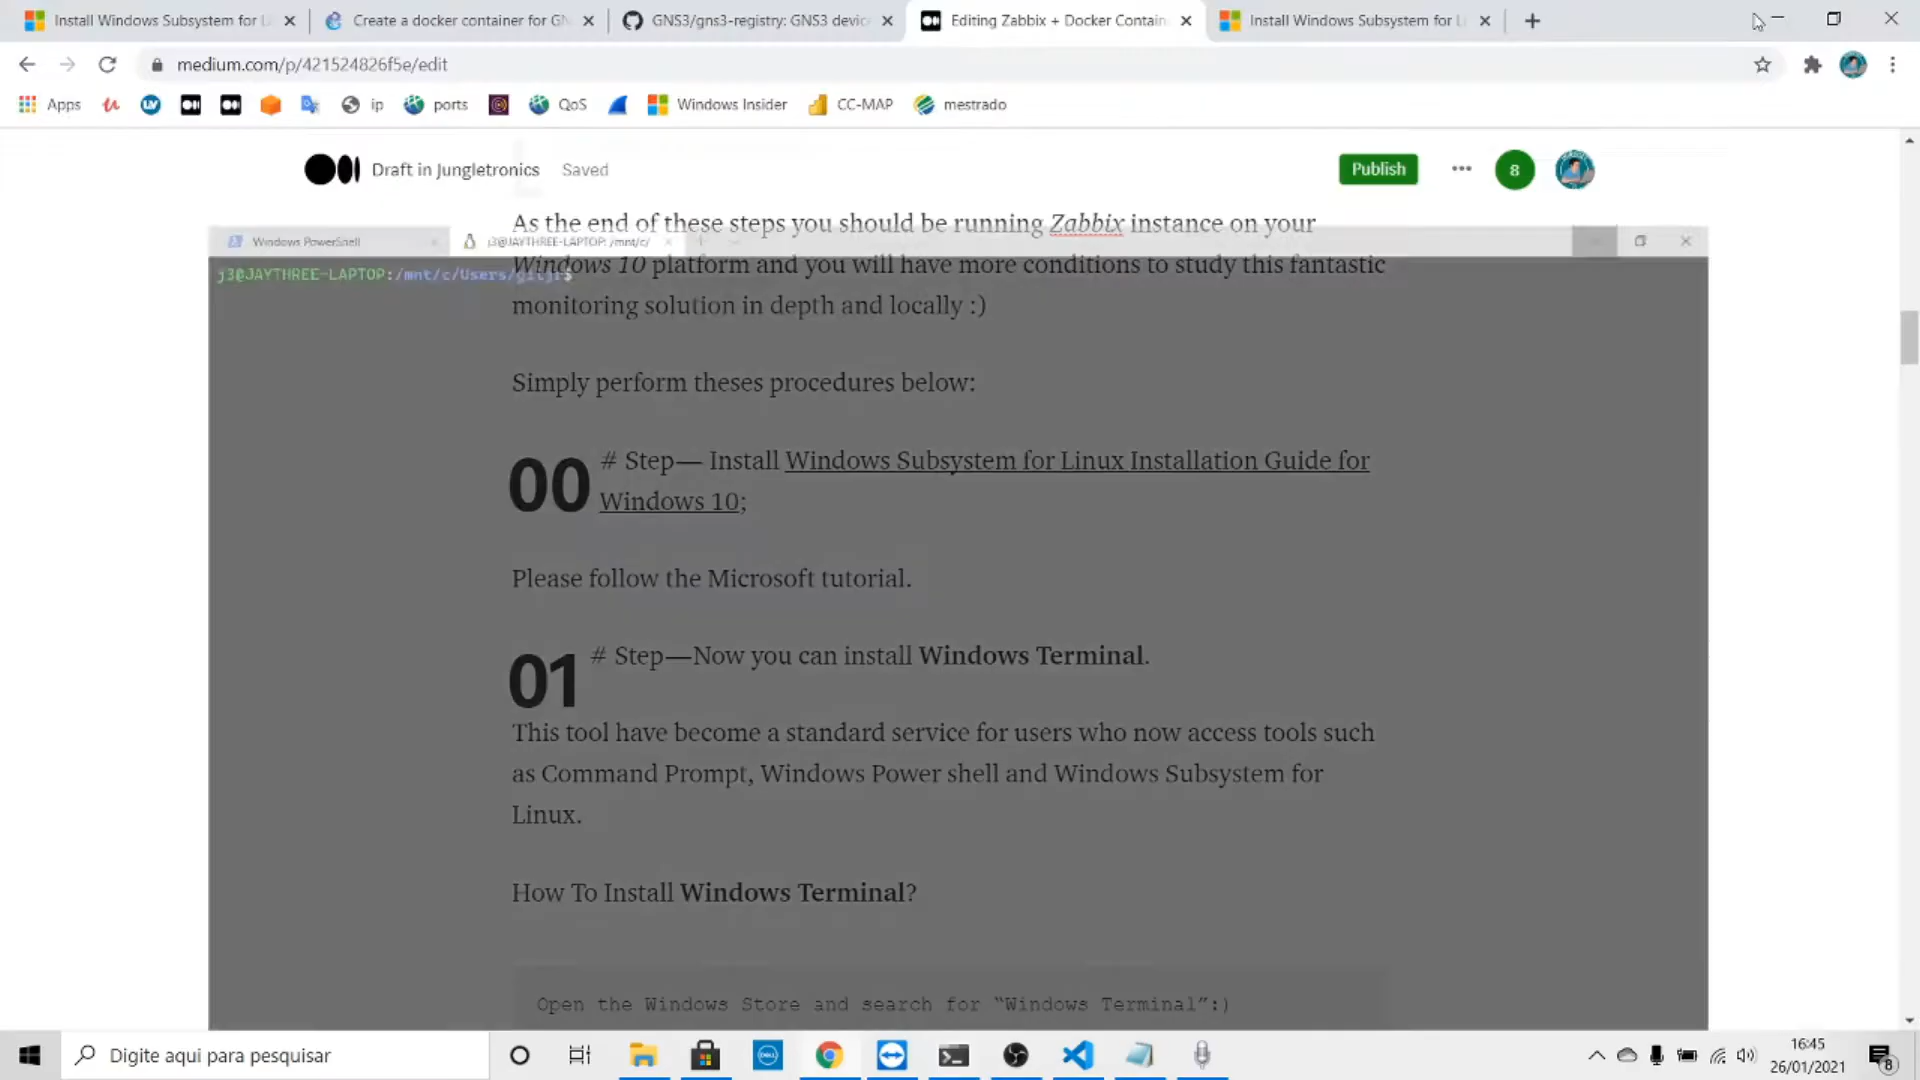 Install Windows Subsystem for L
Create a docker container for GN
GNS3/gns3-registry: GNS3 devic
Editing Zabbix + Docker Contain
Install Windows Subsystem for L
medium.com/p/421524826f5e/edit
Apps
ip
ports
QoS
Windows Insider
CC-MAP
mestrado
Draft in Jungletronics
Saved
Publish
8
As the end of these steps you should be running Zabbix instance on your
Windows PowerShell
j3@JAYTHREE-LAPTOP: /mnt/c/
j3@JAYTHREE-LAPTOP:/mnt/c/Users/
Windows 10 platform and you will have more conditions to study this fantastic
monitoring solution in depth and locally :)
Simply perform theses procedures below:
00 # Step— Install Windows Subsystem for Linux Installation Guide for
Windows 10;
Please follow the Microsoft tutorial.
01 # Step—Now you can install Windows Terminal.
This tool have become a standard service for users who now access tools such
as Command Prompt, Windows Power shell and Windows Subsystem for
Linux.
How To Install Windows Terminal?
Open the Windows Store and search for “Windows Terminal”:)
Digite aqui para pesquisar
DELL
16:45
26/01/2021
8